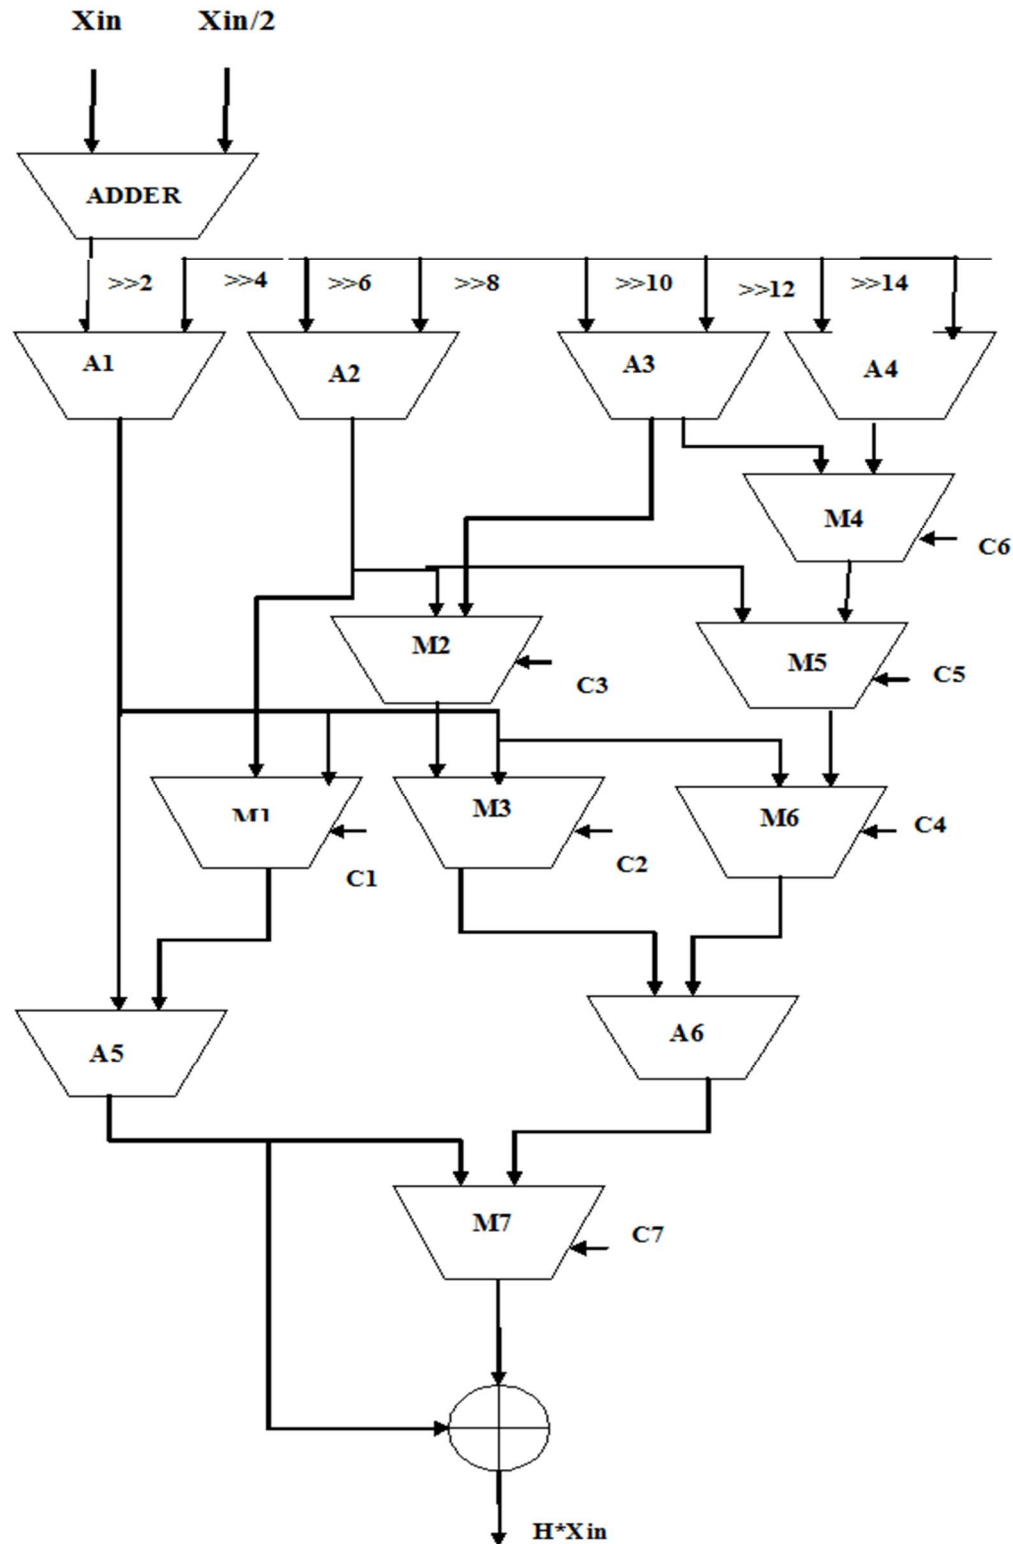 Xin Xin/2
ADDER
>>2 >>4 >>6 >>8 >>10 >>12 >>14
A1 A2 A3 A4
M4
C6
M2 M5
C3 C5
M1 M3 M6
C1 C2 C4
A5 A6
M7
C7
H*Xin